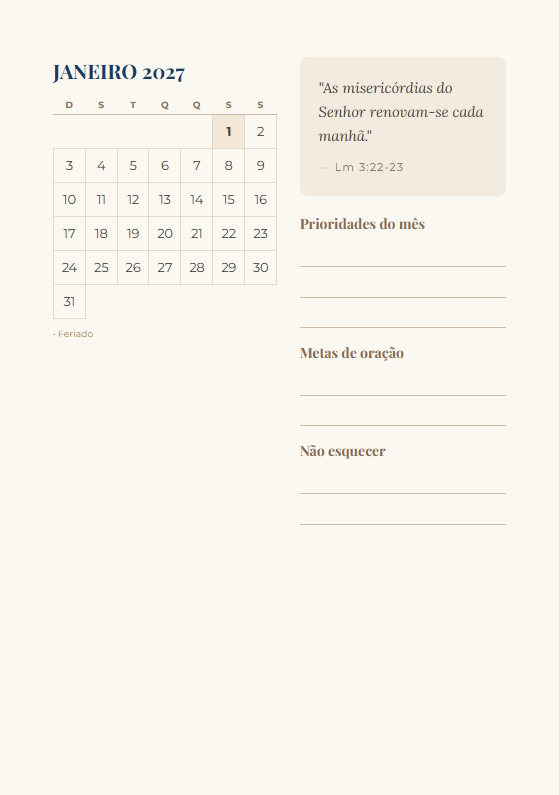 JANEIRO 2027
D S T Q Q S S
1 2
3 4 5 6 7 8 9
10 11 12 13 14 15 16
17 18 19 20 21 22 23
24 25 26 27 28 29 30
31
• Feriado
"As misericórdias do
Senhor renovam-se cada
manhã."
— Lm 3:22-23
Prioridades do mês
Metas de oração
Não esquecer